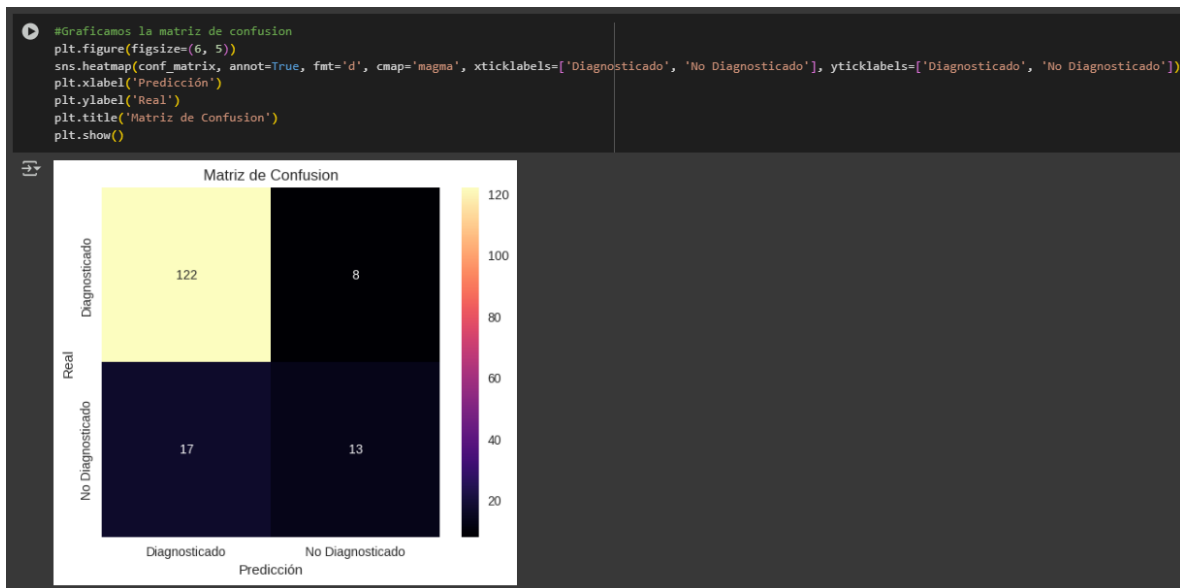 #Graficamos la matriz de confusion
plt.figure(figsize=(6, 5))
sns.heatmap(conf_matrix, annot=True, fmt='d', cmap='magma', xticklabels=['Diagnosticado', 'No Diagnosticado'], yticklabels=['Diagnosticado', 'No Diagnosticado'])
plt.xlabel('Predicción')
plt.ylabel('Real')
plt.title('Matriz de Confusion')
plt.show()
Matriz de Confusion
120
100
80
60
40
20
Real
Diagnosticado
122 8
No Diagnosticado
17 13
Diagnosticado No Diagnosticado
Predicción